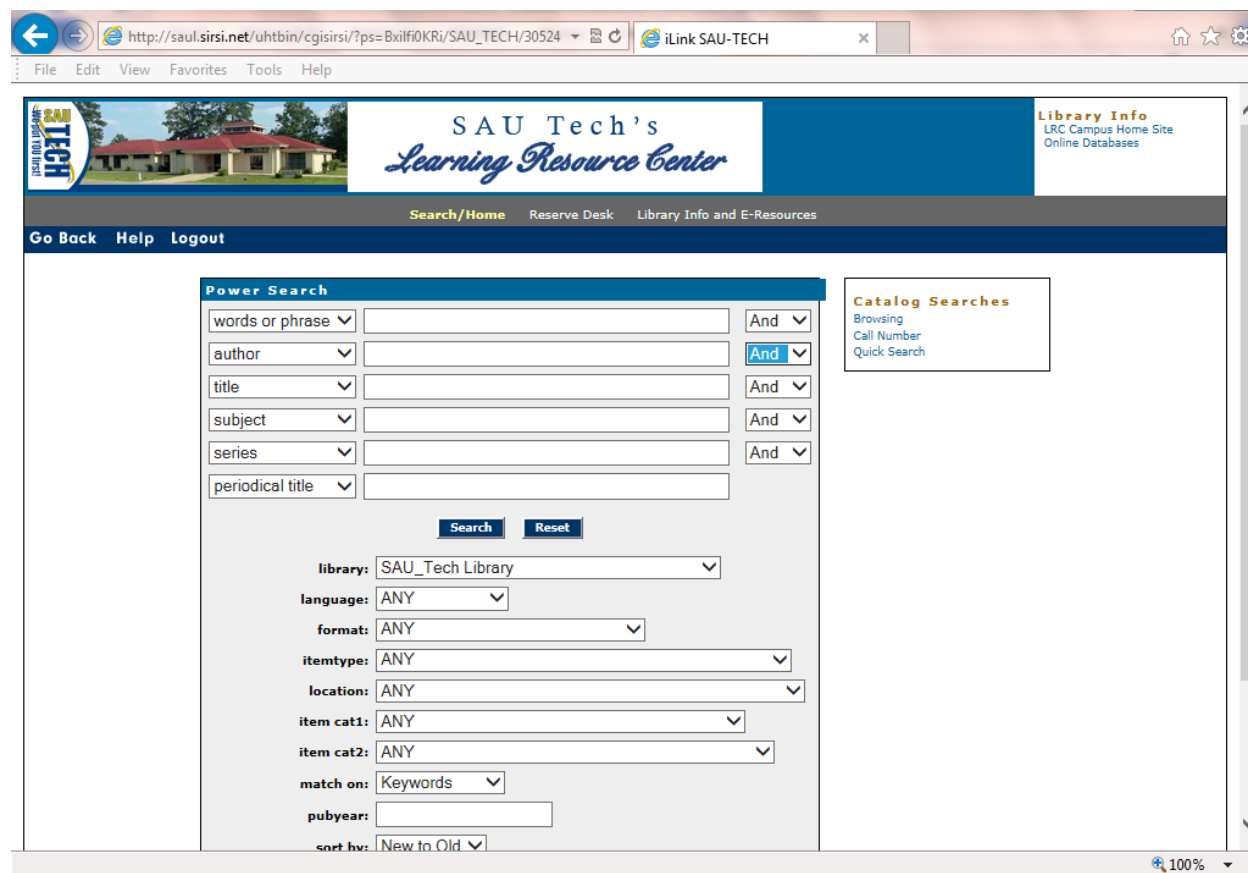 http://saul.sirsi.net/uhtbin/cgisirsi/?ps=Bxilfi0KRi/SAU_TECH/30524
iLink SAU-TECH
File Edit View Favorites Tools Help
SAU
TECH
We put YOU first!
SAU Tech's
Learning Resource Center
Library Info
LRC Campus Home Site
Online Databases
Search/Home Reserve Desk Library Info and E-Resources
Go Back Help Logout
Power Search
words or phrase And
author And
title And
subject And
series And
periodical title
Search Reset
library: SAU_Tech Library
language: ANY
format: ANY
itemtype: ANY
location: ANY
item cat1: ANY
item cat2: ANY
match on: Keywords
pubyear:
sort by: New to Old
Catalog Searches
Browsing
Call Number
Quick Search
100%